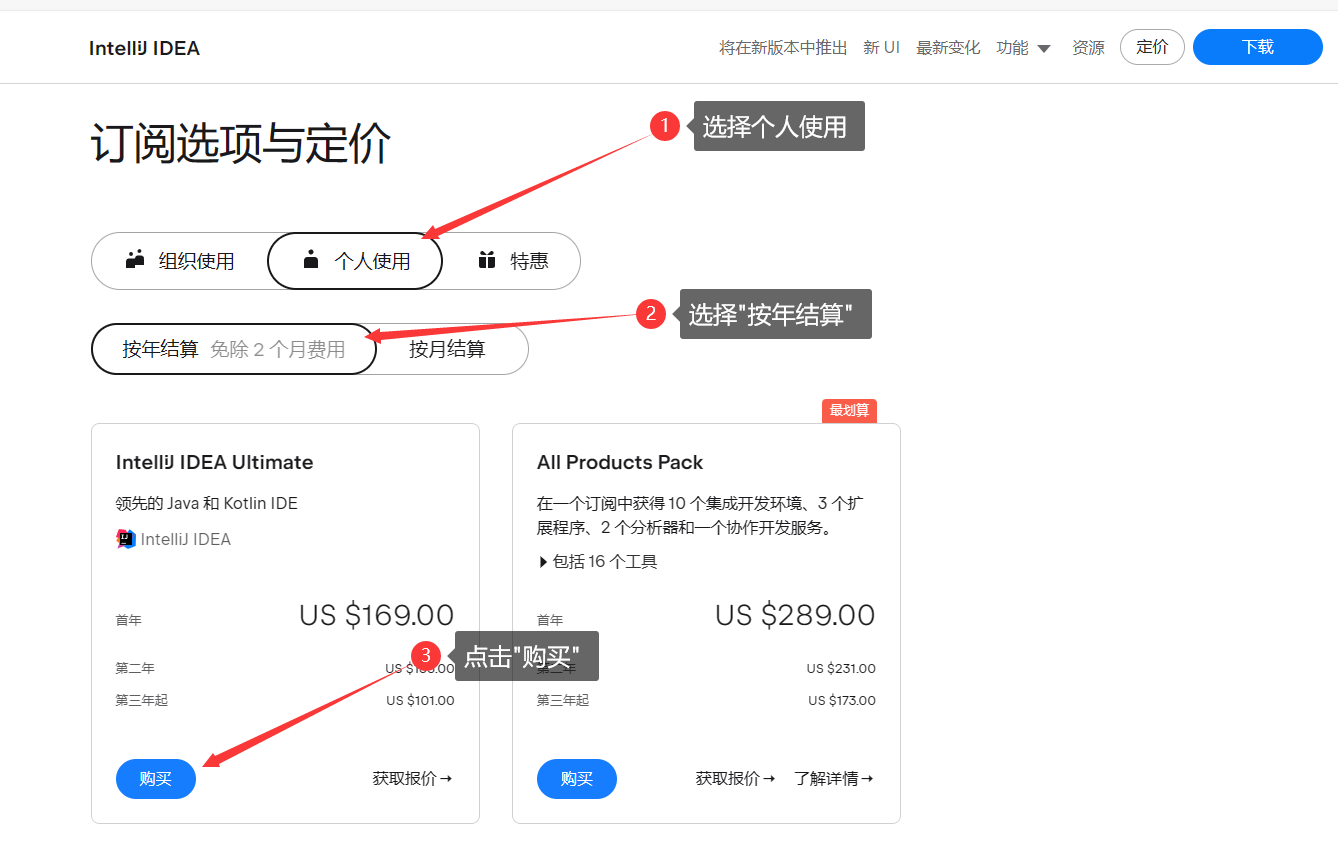 IntelliJ IDEA
将在新版本中推出 新 UI 最新变化 功能 资源 定价 下载
订阅选项与定价
1 选择个人使用
组织使用 个人使用 特惠
2 选择"按年结算"
按年结算 免除 2 个月费用 按月结算
IntelliJ IDEA Ultimate
领先的 Java 和 Kotlin IDE
IntelliJ IDEA
首年 US $169.00
第二年
第三年起 US $101.00
购买 获取报价→
3 点击"购买"
最划算
All Products Pack
在一个订阅中获得 10 个集成开发环境、3 个扩
展程序、2 个分析器和一个协作开发服务。
包括 16 个工具
首年 US $289.00
第二年 US $231.00
第三年起 US $173.00
购买 获取报价→ 了解详情→